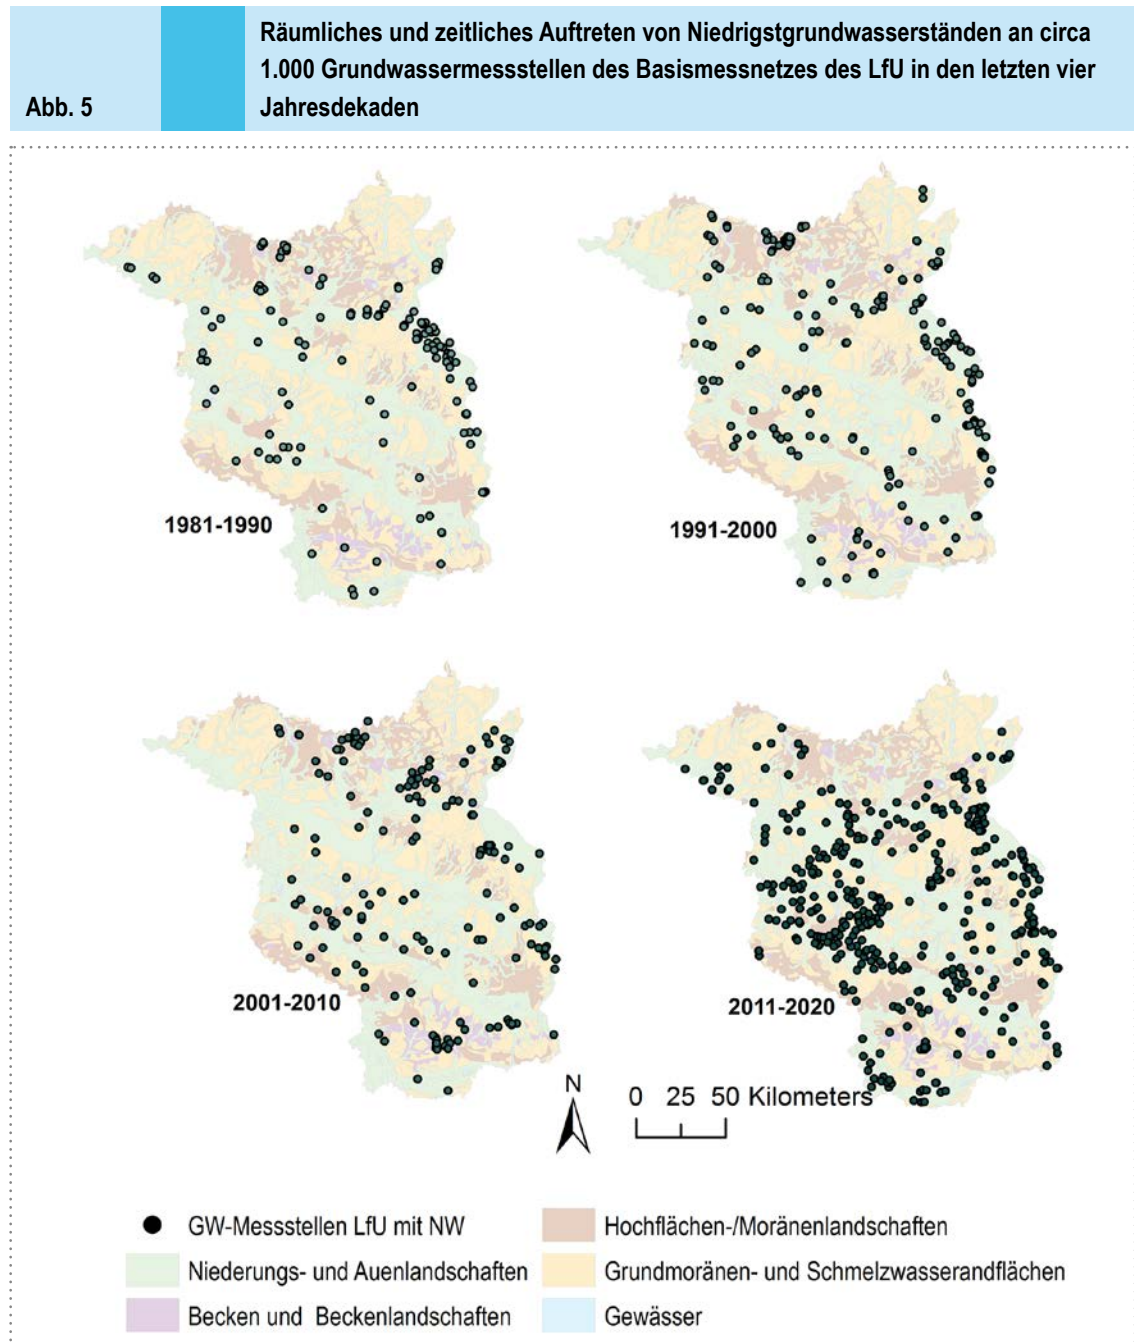 Abb. 5
Räumliches und zeitliches Auftreten von Niedrigstgrundwasserständen an circa
1.000 Grundwassermessstellen des Basismessnetzes des LfU in den letzten vier
Jahresdekaden
1981-1990
1991-2000
2001-2010
2011-2020
N
0 25 50 Kilometers
GW-Messstellen LfU mit NW
Hochflächen-/Moränenlandschaften
Niederungs- und Auenlandschaften
Grundmoränen- und Schmelzwasserandflächen
Becken und Beckenlandschaften
Gewässer